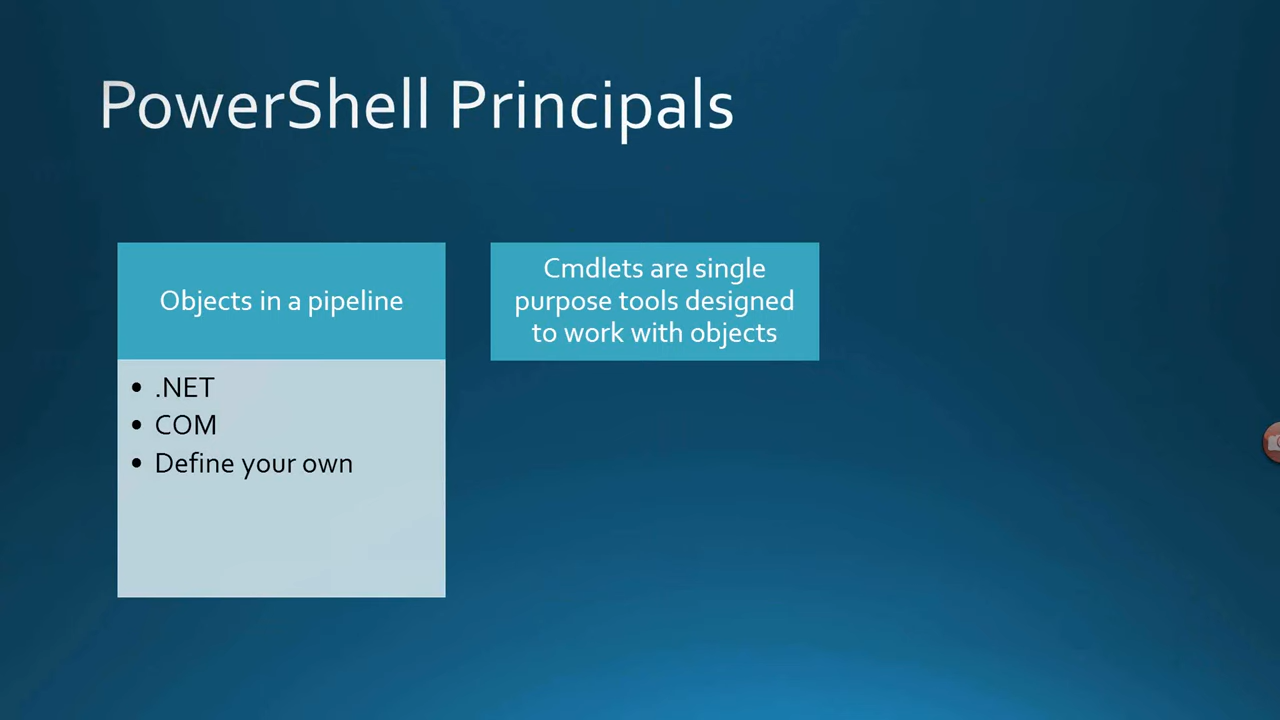 PowerShell Principals
Objects in a pipeline
• .NET
• COM
• Define your own
Cmdlets are single
purpose tools designed
to work with objects